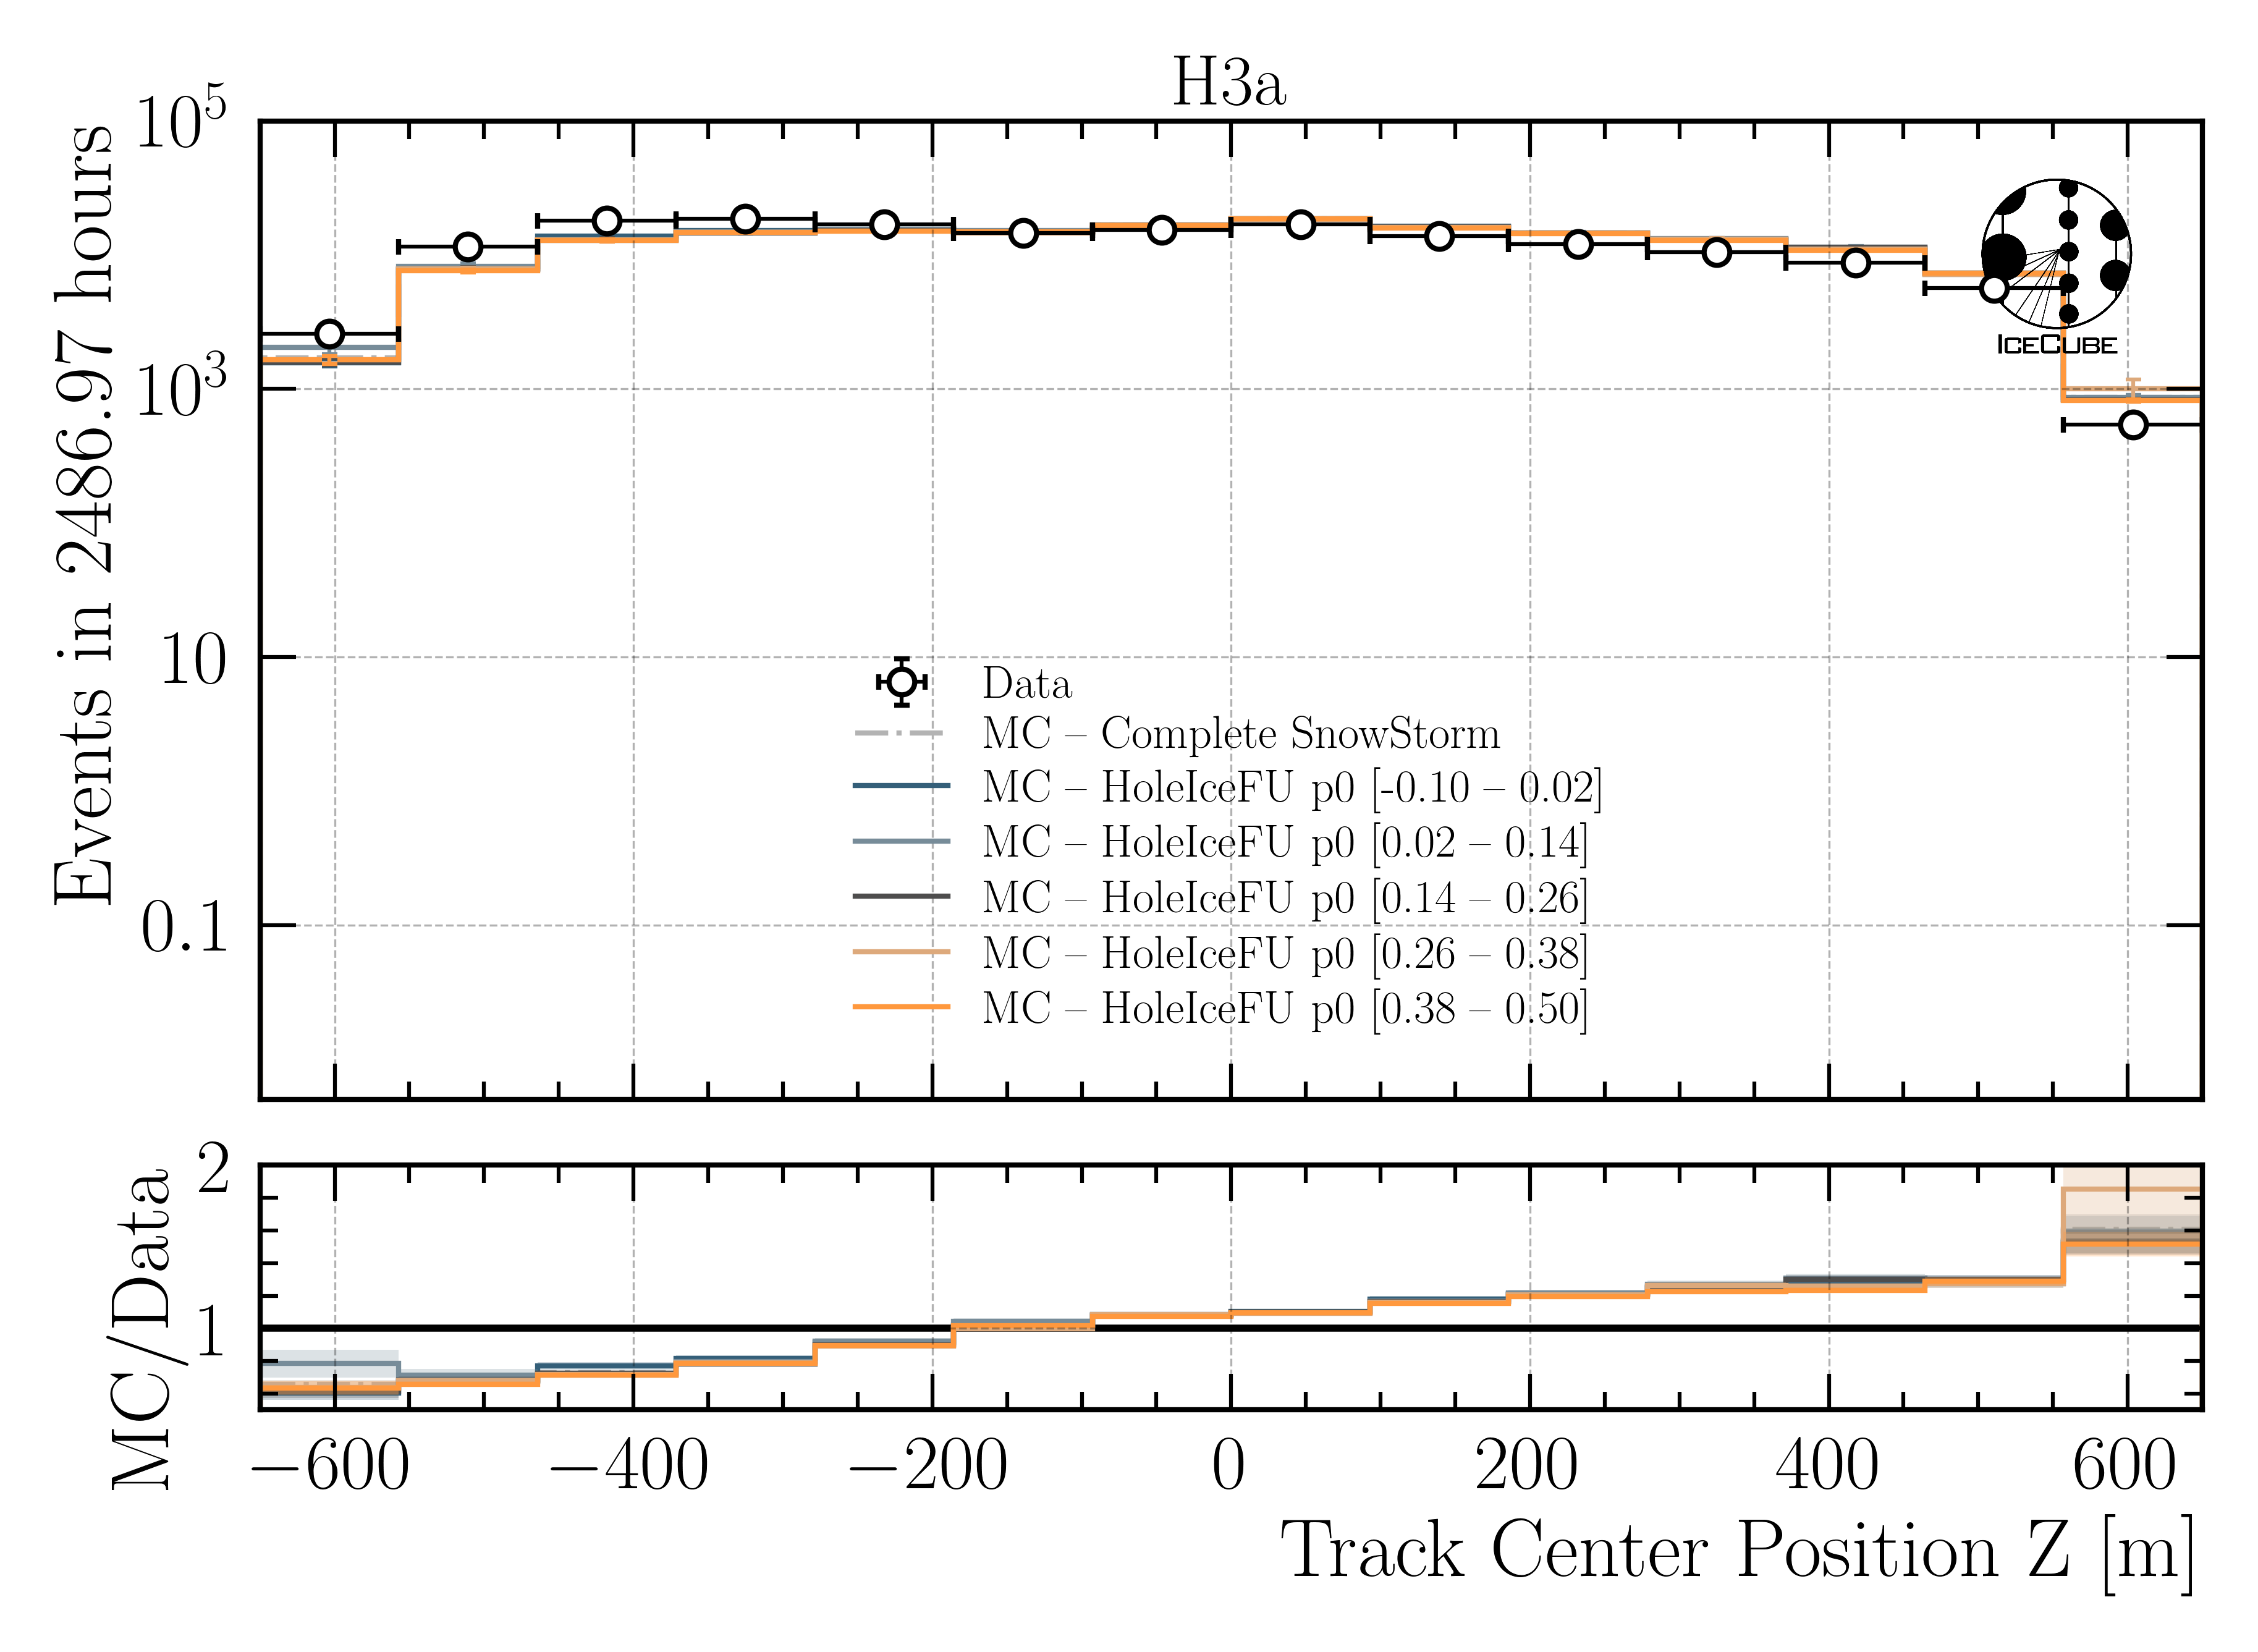 H3a
Events in 2486.97 hours
10^5
10^3
10
0.1
ICECUBE
Data
MC – Complete SnowStorm
MC – HoleIceFU p0 [-0.10 – 0.02]
MC – HoleIceFU p0 [0.02 – 0.14]
MC – HoleIceFU p0 [0.14 – 0.26]
MC – HoleIceFU p0 [0.26 – 0.38]
MC – HoleIceFU p0 [0.38 – 0.50]
MC/Data
2
1
−600 −400 −200 0 200 400 600
Track Center Position Z [m]